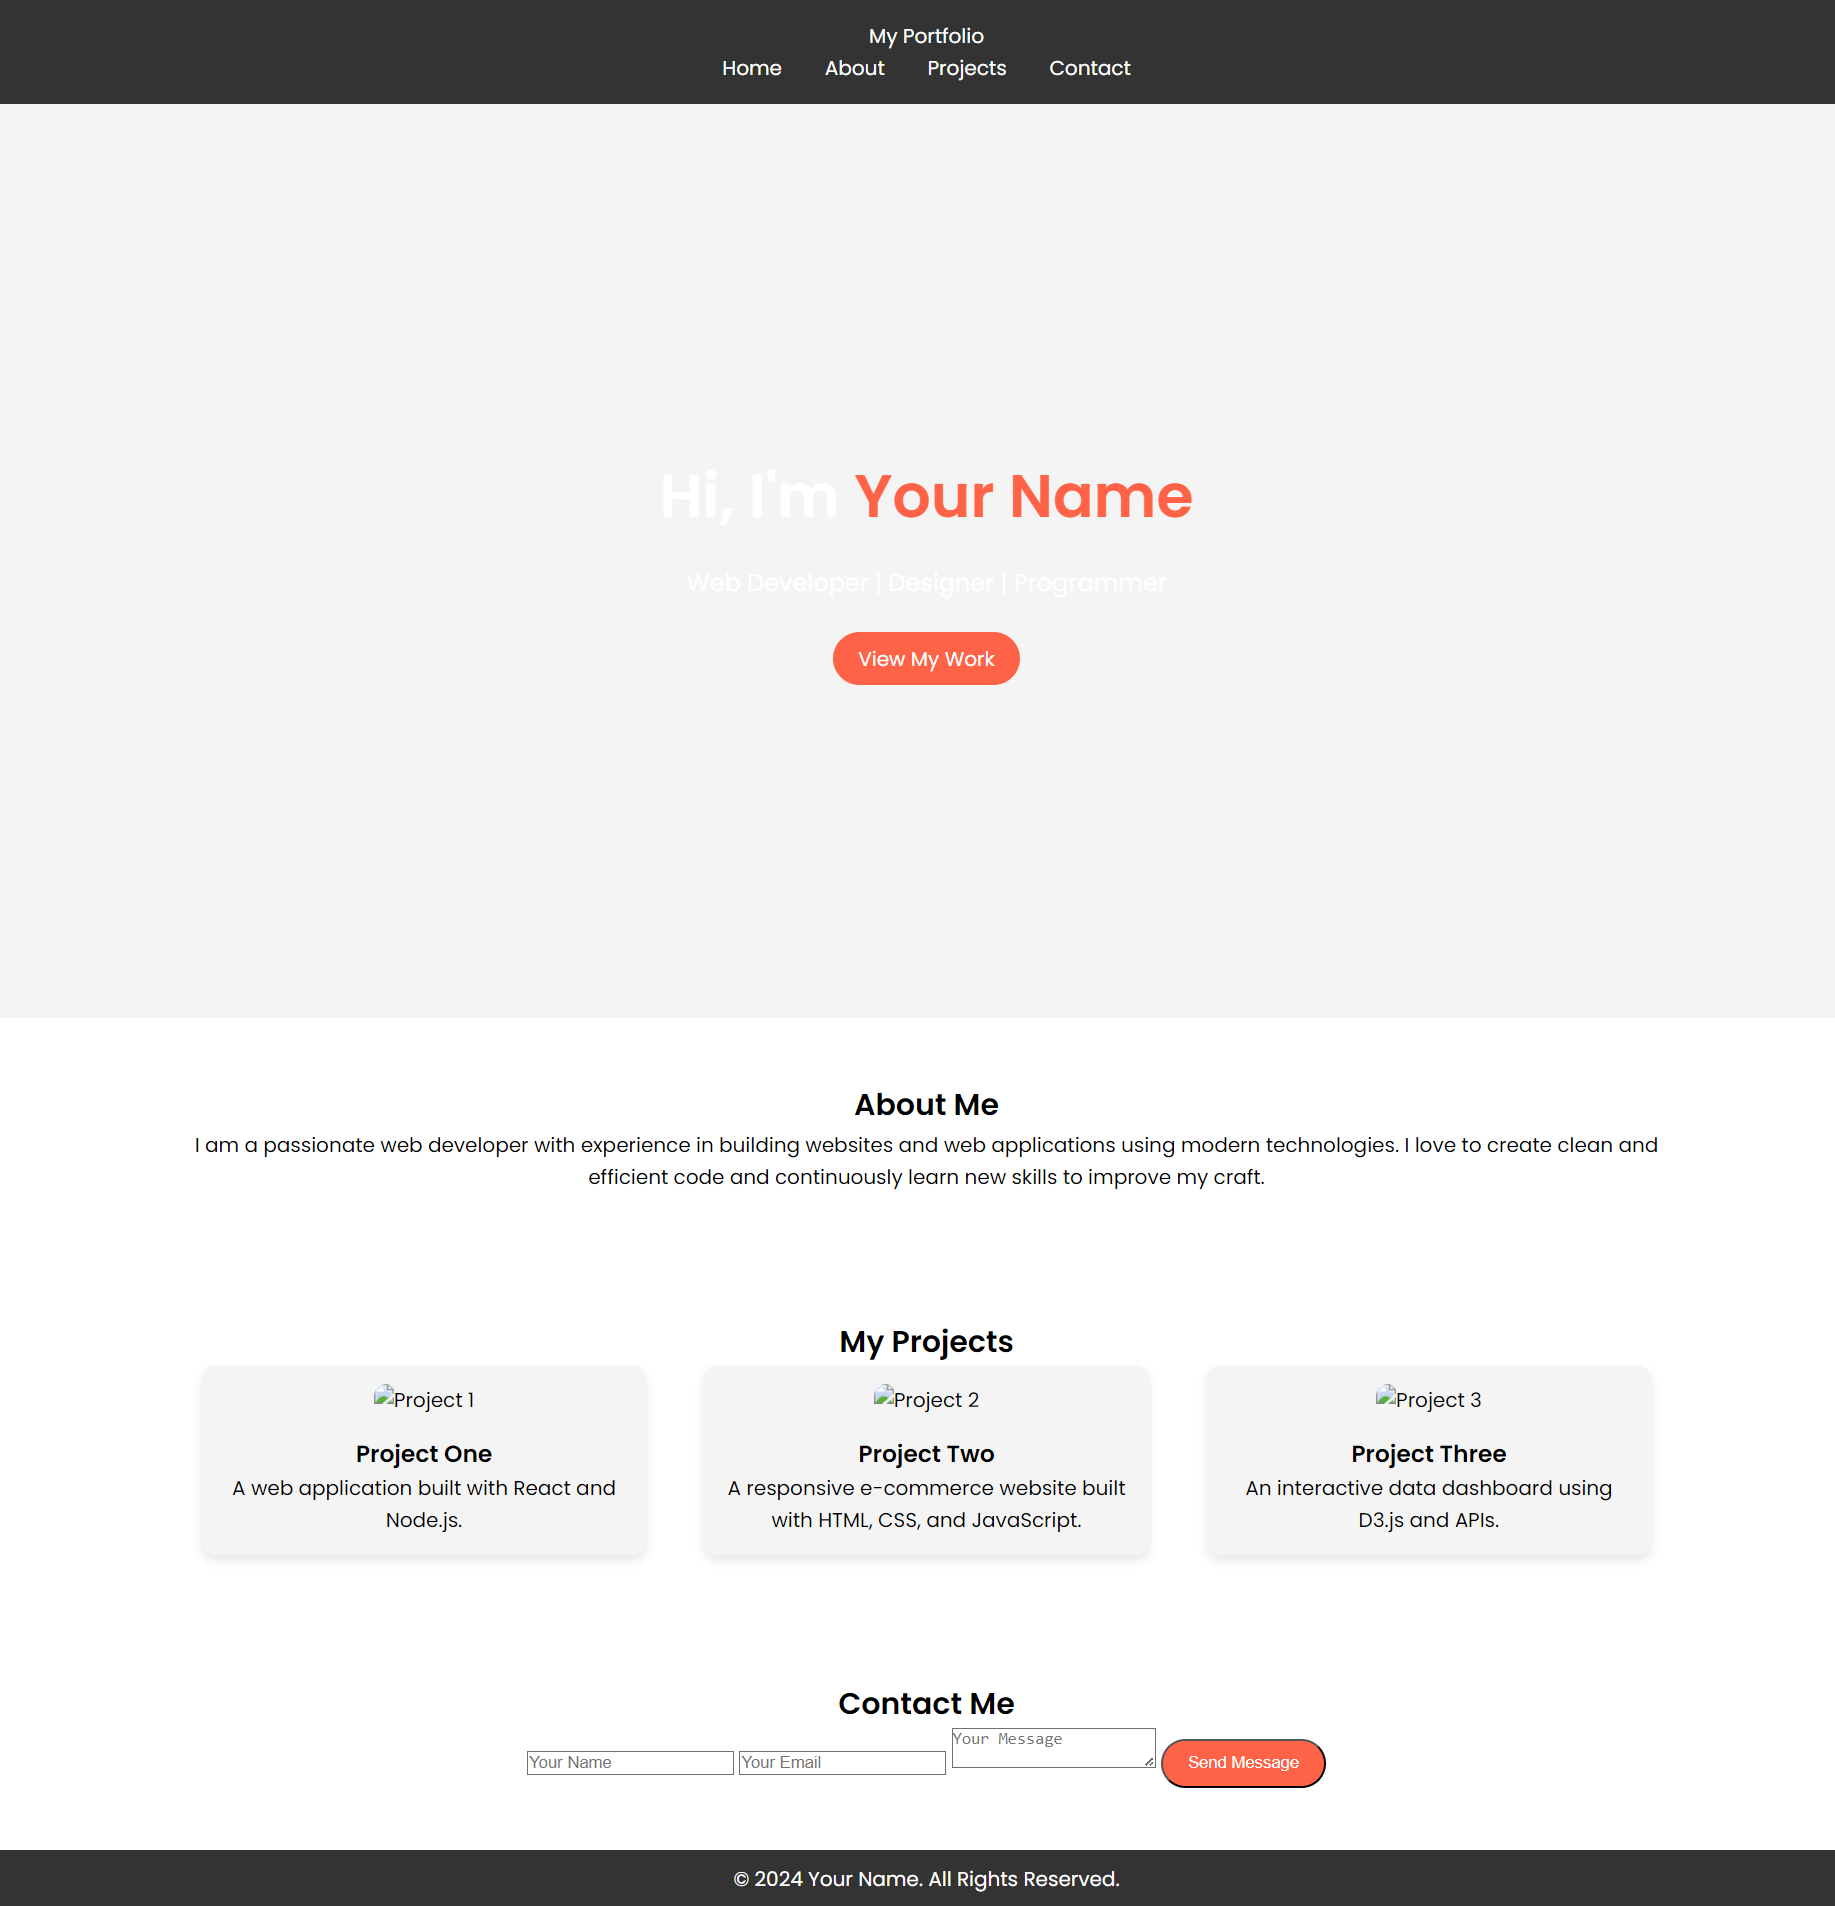 My Portfolio
Home About Projects Contact
Hi, I'm Your Name
Web Developer | Designer | Programmer
View My Work
About Me
I am a passionate web developer with experience in building websites and web applications using modern technologies. I love to create clean and
efficient code and continuously learn new skills to improve my craft.
My Projects
Project 1
Project One
A web application built with React and
Node.js.
Project 2
Project Two
A responsive e-commerce website built
with HTML, CSS, and JavaScript.
Project 3
Project Three
An interactive data dashboard using
D3.js and APIs.
Contact Me
Your Name Your Email Your Message Send Message
© 2024 Your Name. All Rights Reserved.